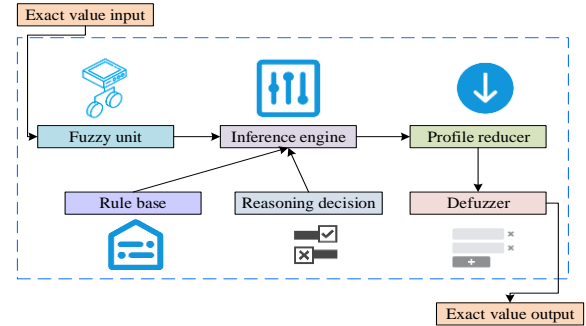 Exact value input
Fuzzy unit
Inference engine
Profile reducer
Rule base
Reasoning decision
Defuzzer
Exact value output